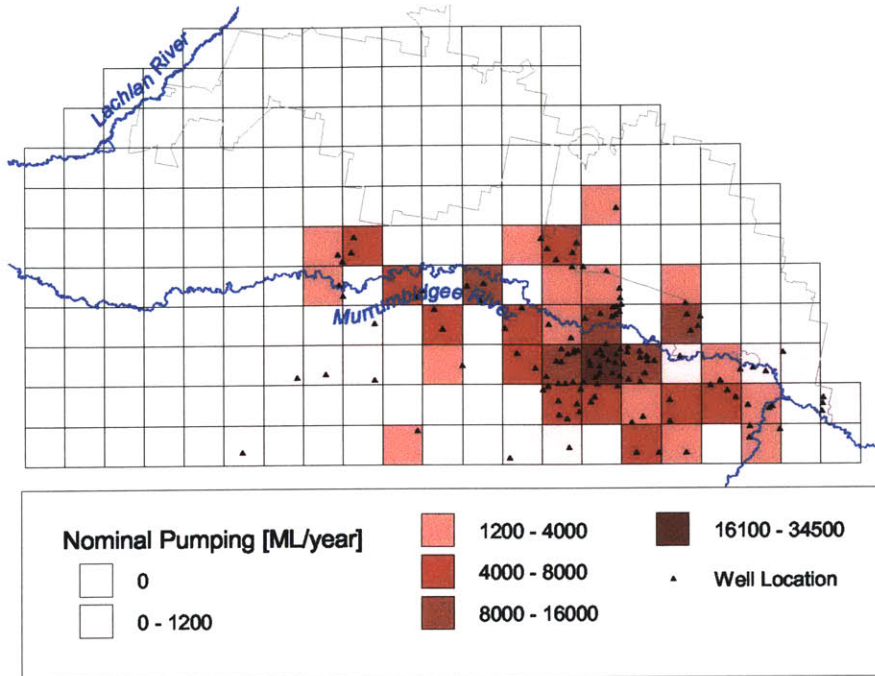 Lachlan River
Murrumbidgee River
Nominal Pumping [ML/year]
0
0 - 1200
1200 - 4000
4000 - 8000
8000 - 16000
16100 - 34500
Well Location